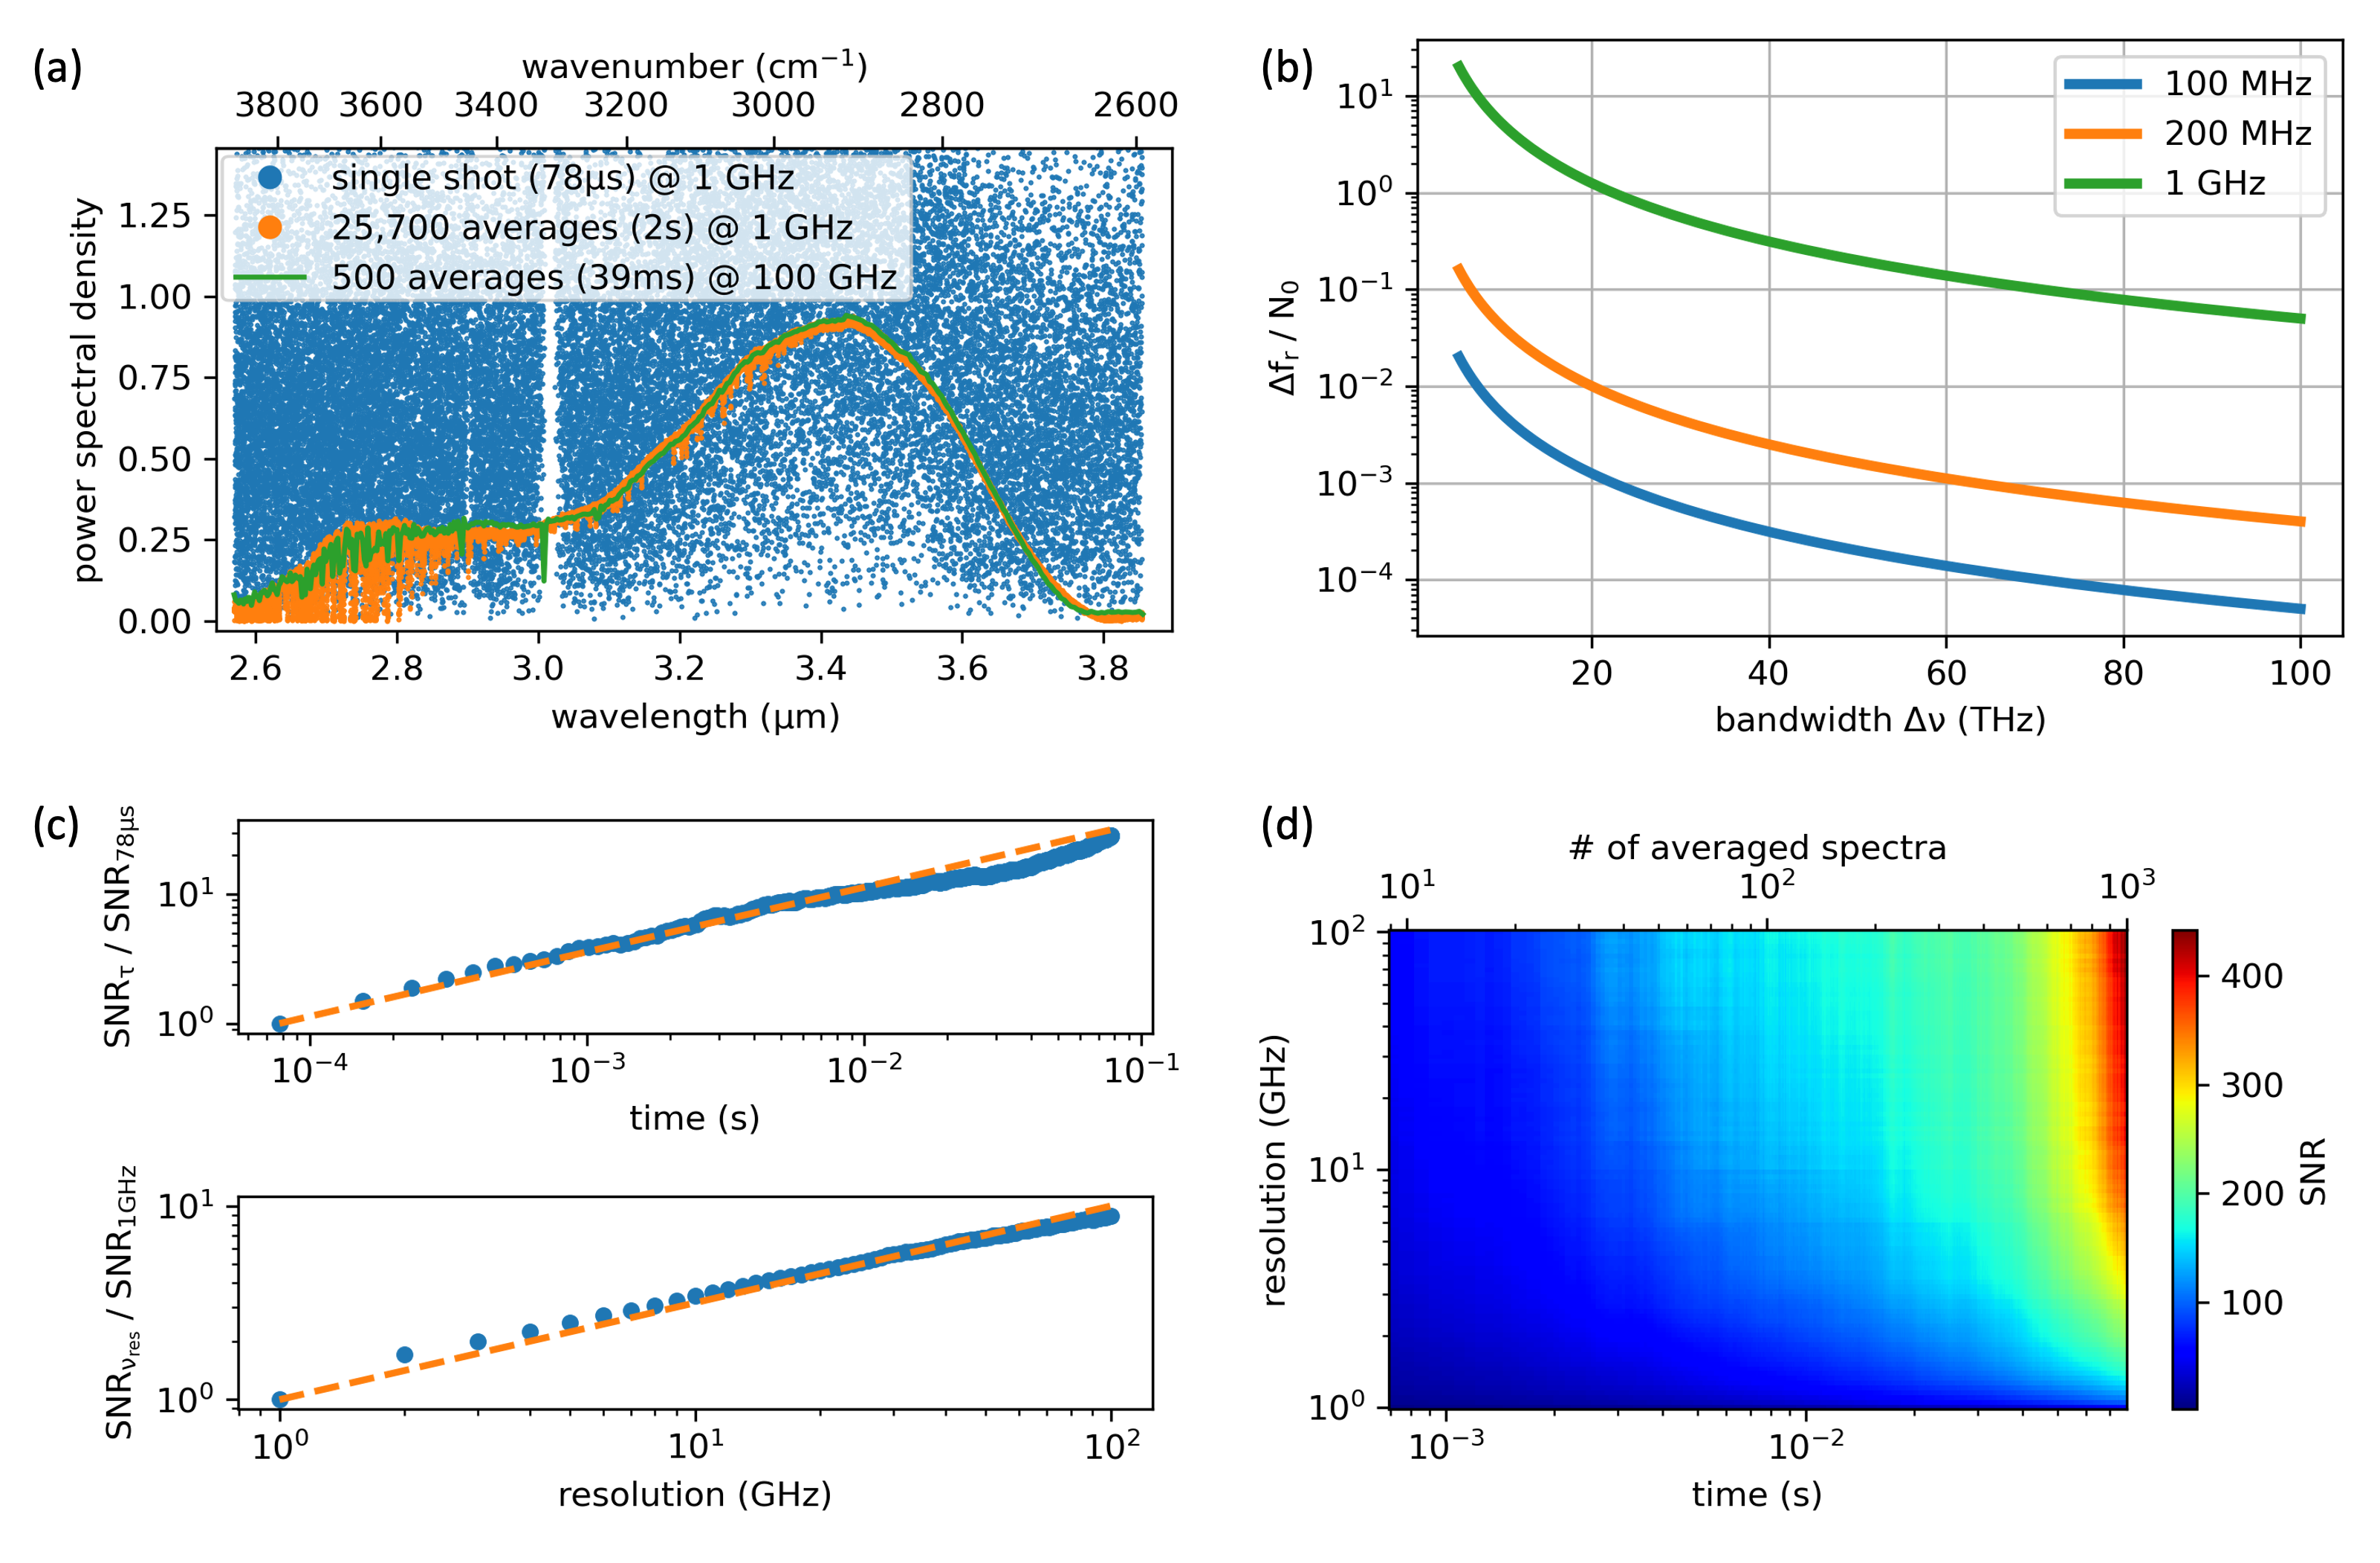 (a)
wavenumber (cm⁻¹)
3800 3600 3400 3200 3000 2800 2600
power spectral density
1.25
1.00
0.75
0.50
0.25
0.00
single shot (78μs) @ 1 GHz
25,700 averages (2s) @ 1 GHz
500 averages (39ms) @ 100 GHz
2.6 2.8 3.0 3.2 3.4 3.6 3.8
wavelength (μm)
(b)
Δfᵣ / N₀
10¹
10⁰
10⁻¹
10⁻²
10⁻³
10⁻⁴
100 MHz
200 MHz
1 GHz
20 40 60 80 100
bandwidth Δν (THz)
(c)
SNR_τ / SNR_78μs
10¹
10⁰
10⁻⁴ 10⁻³ 10⁻² 10⁻¹
time (s)
SNR_ν_res / SNR_1GHz
10¹
10⁰
10⁰ 10¹ 10²
resolution (GHz)
(d)
# of averaged spectra
10¹ 10² 10³
resolution (GHz)
10²
10¹
10⁰
10⁻³ 10⁻²
time (s)
400
300
200
100
SNR